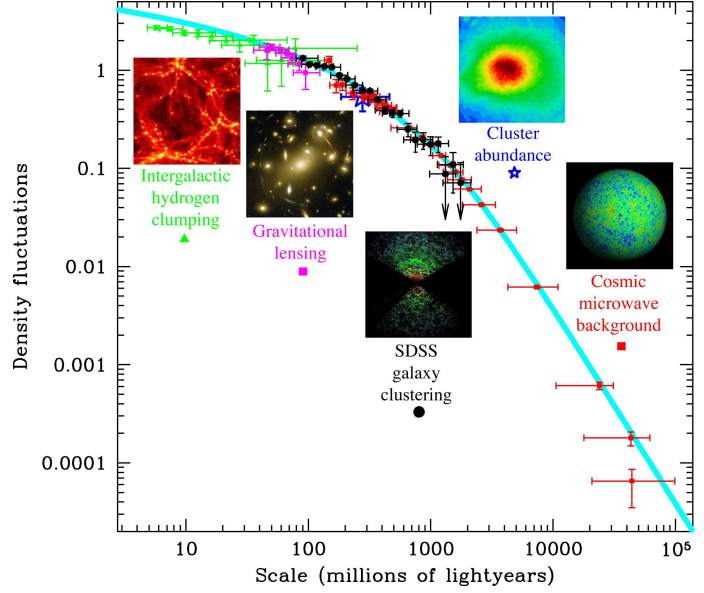 1
0.1
0.01
0.001
0.0001
Density fluctuations
Intergalactic
hydrogen
clumping
Gravitational
lensing
SDSS
galaxy
clustering
Cluster
abundance
Cosmic
microwave
background
10
100
1000
10000
10⁵
Scale (millions of lightyears)